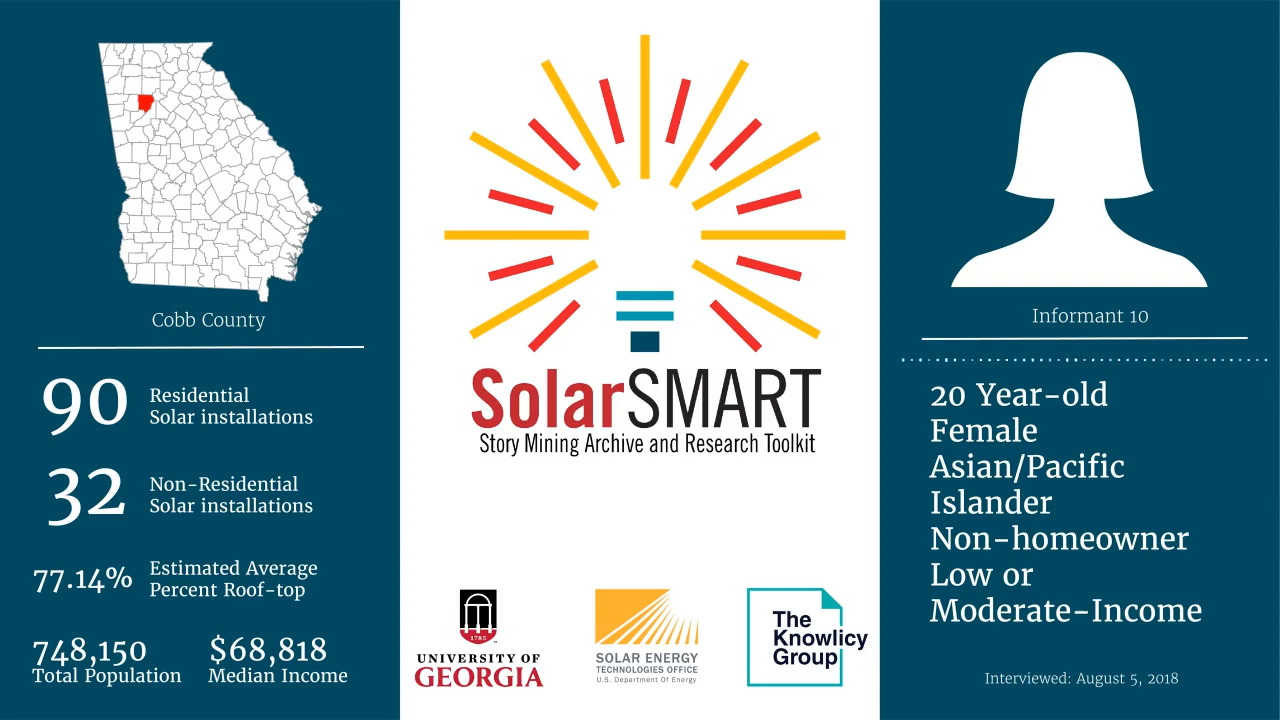 Cobb County
90
Residential
Solar installations
32
Non-Residential
Solar installations
77.14%
Estimated Average
Percent Roof-top
748,150
Total Population
$68,818
Median Income
SolarSMART
Story Mining Archive and Research Toolkit
1785
UNIVERSITY OF
GEORGIA
SOLAR ENERGY
TECHNOLOGIES OFFICE
U.S. Department Of Energy
The
Knowlicy
Group
Informant 10
20 Year-old
Female
Asian/Pacific
Islander
Non-homeowner
Low or
Moderate-Income
Interviewed: August 5, 2018